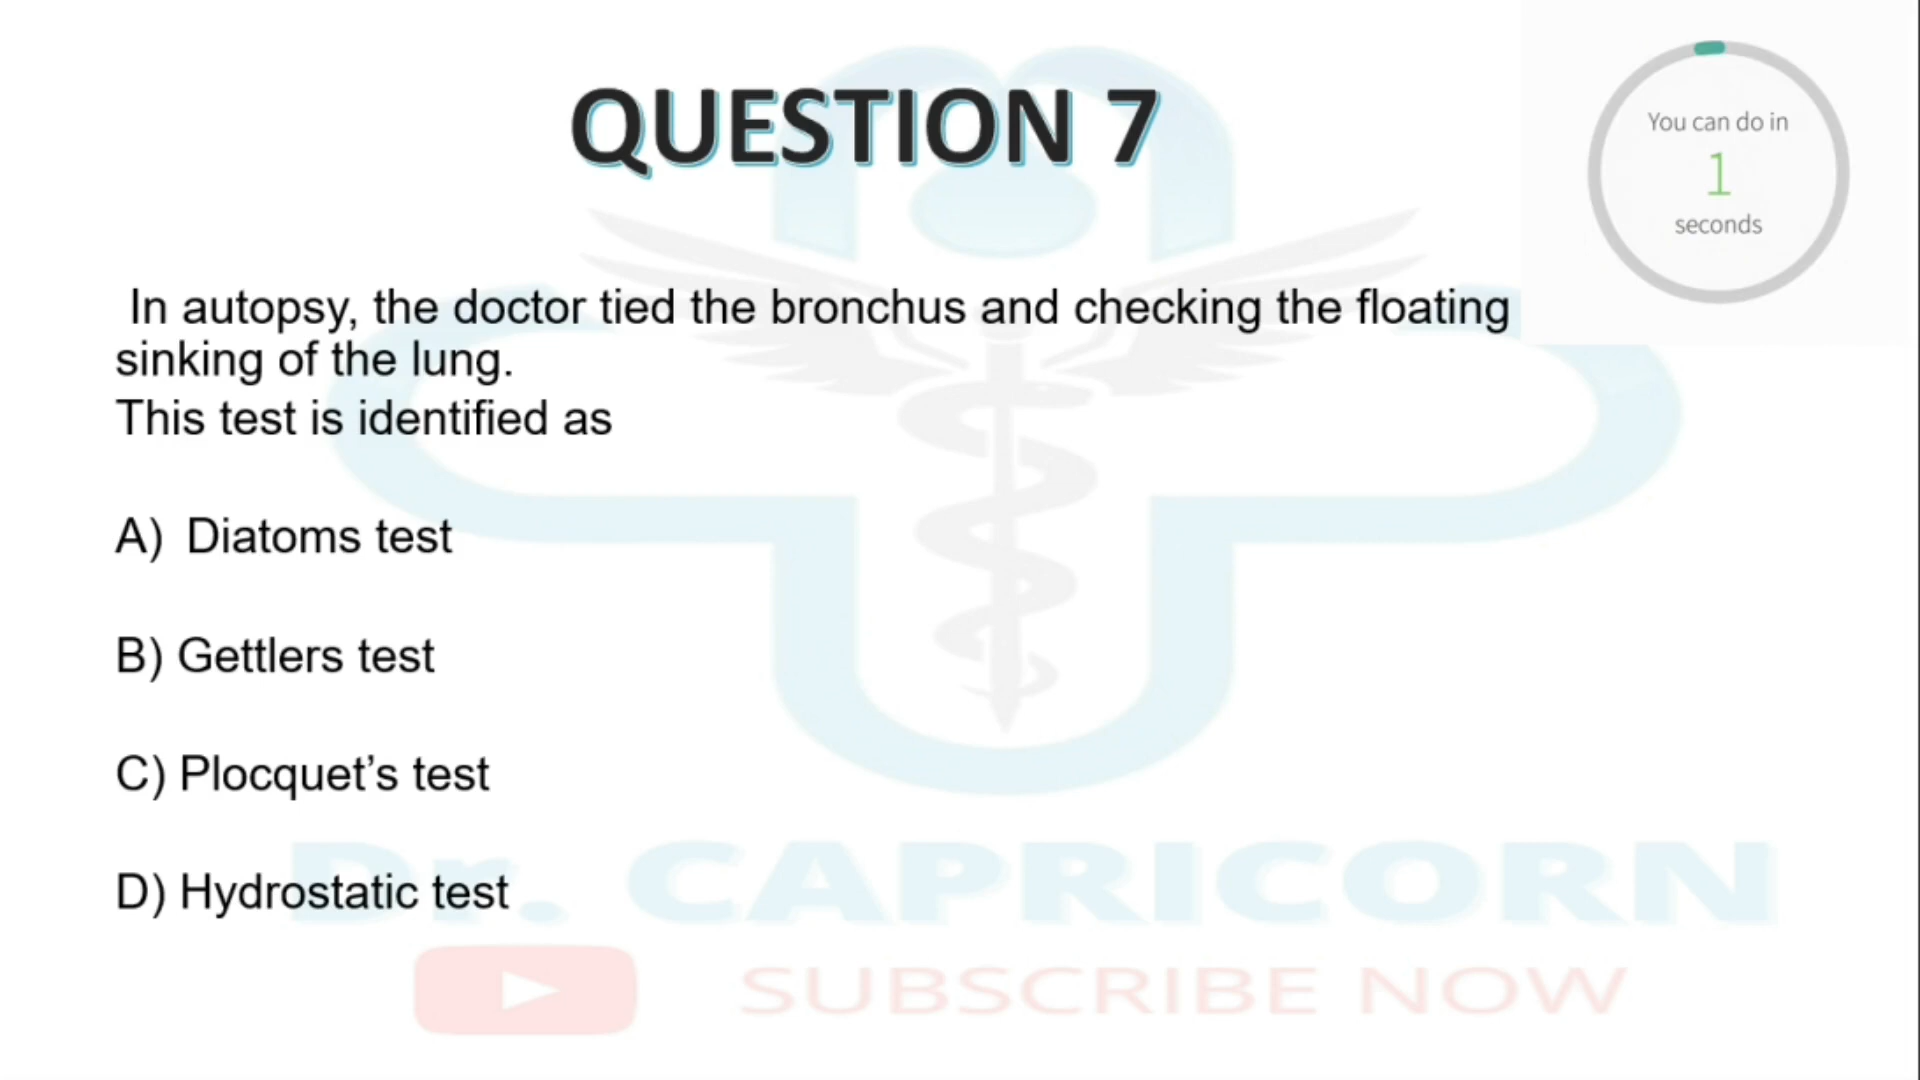 QUESTION 7
You can do in
1
seconds
In autopsy, the doctor tied the bronchus and checking the floating
sinking of the lung.
This test is identified as
A) Diatoms test
B) Gettlers test
C) Plocquet’s test
D) Hydrostatic test
Dr. CAPRICORN
SUBSCRIBE NOW